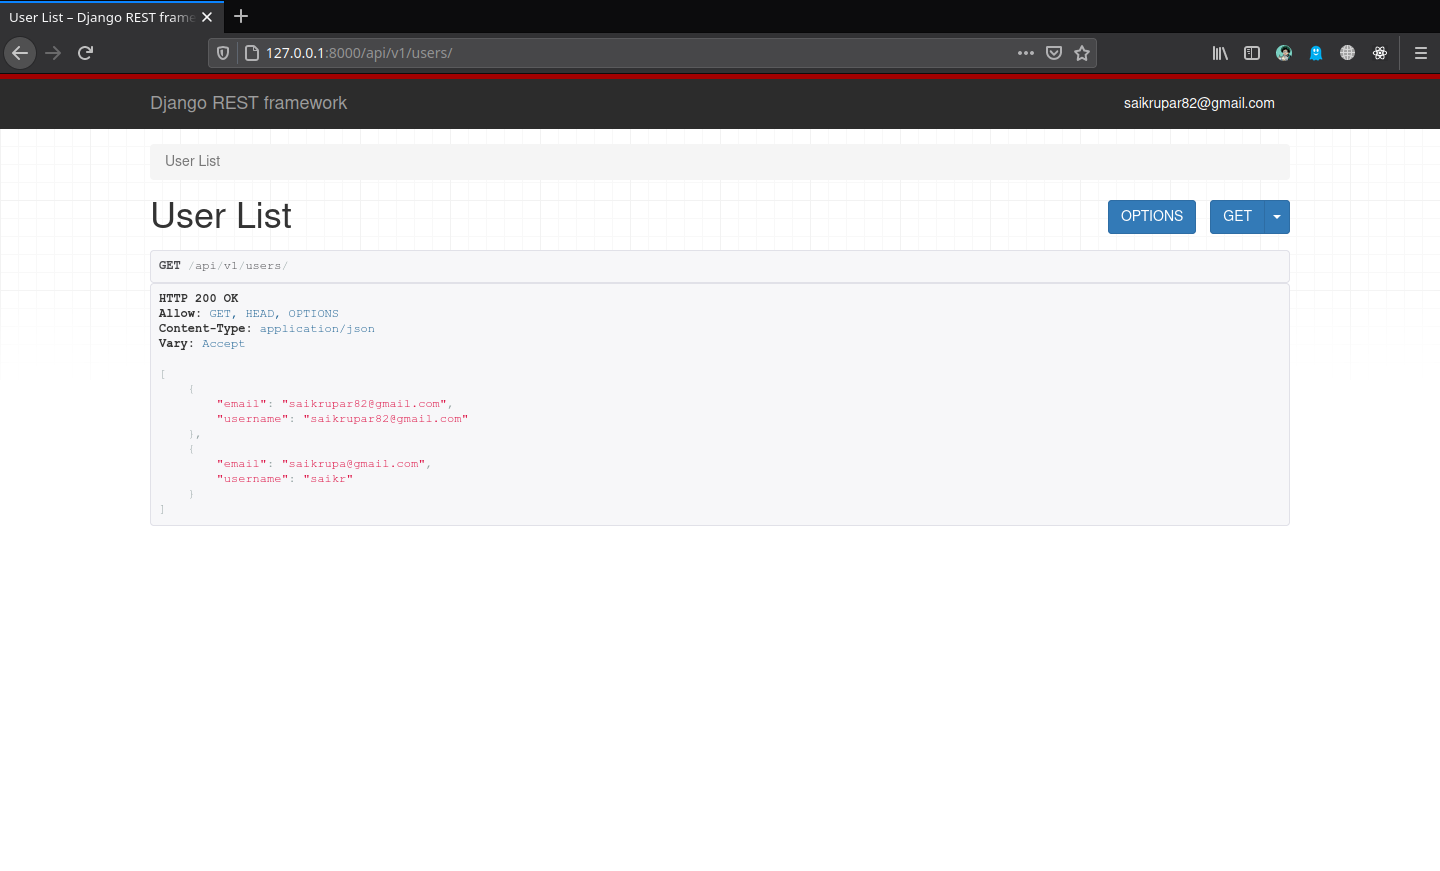 User List – Django REST frame
127.0.0.1:8000/api/v1/users/
Django REST framework
saikrupar82@gmail.com
User List
User List
OPTIONS
GET
GET /api/v1/users/
HTTP 200 OK
Allow: GET, HEAD, OPTIONS
Content-Type: application/json
Vary: Accept
[
    {
        "email": "saikrupar82@gmail.com",
        "username": "saikrupar82@gmail.com"
    },
    {
        "email": "saikrupa@gmail.com",
        "username": "saikr"
    }
]